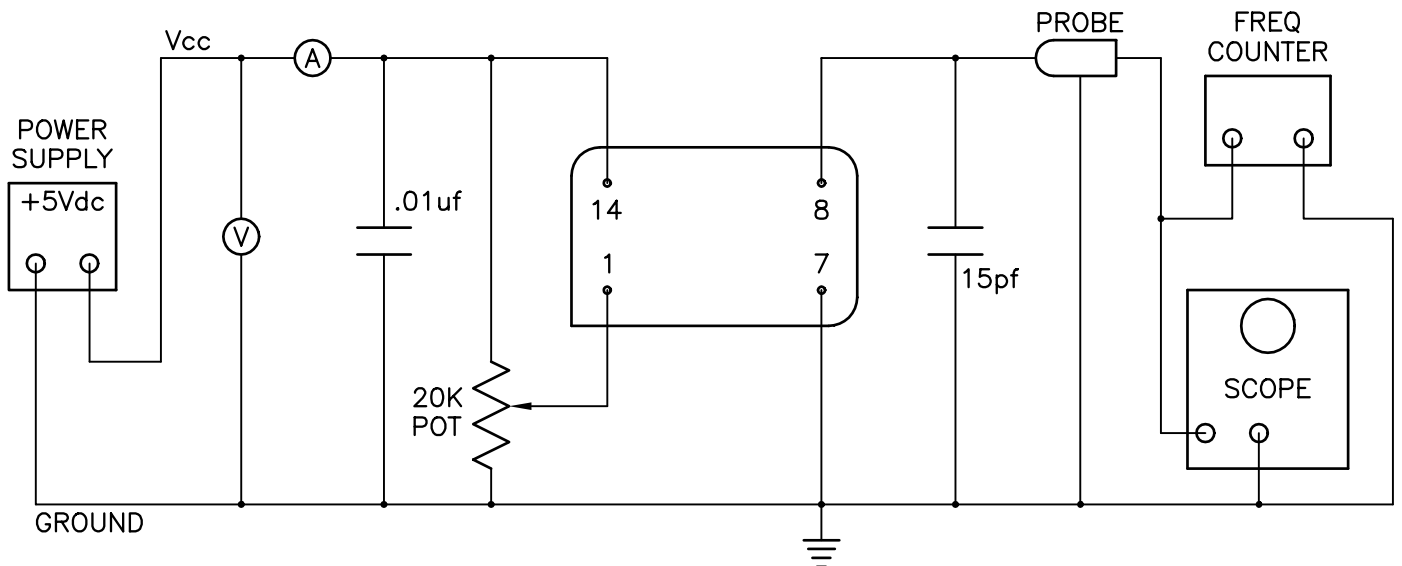 Vcc
A
PROBE
FREQ
COUNTER
POWER
SUPPLY
+5Vdc
V
.01uf
14
8
1
7
15pf
20K
POT
SCOPE
GROUND